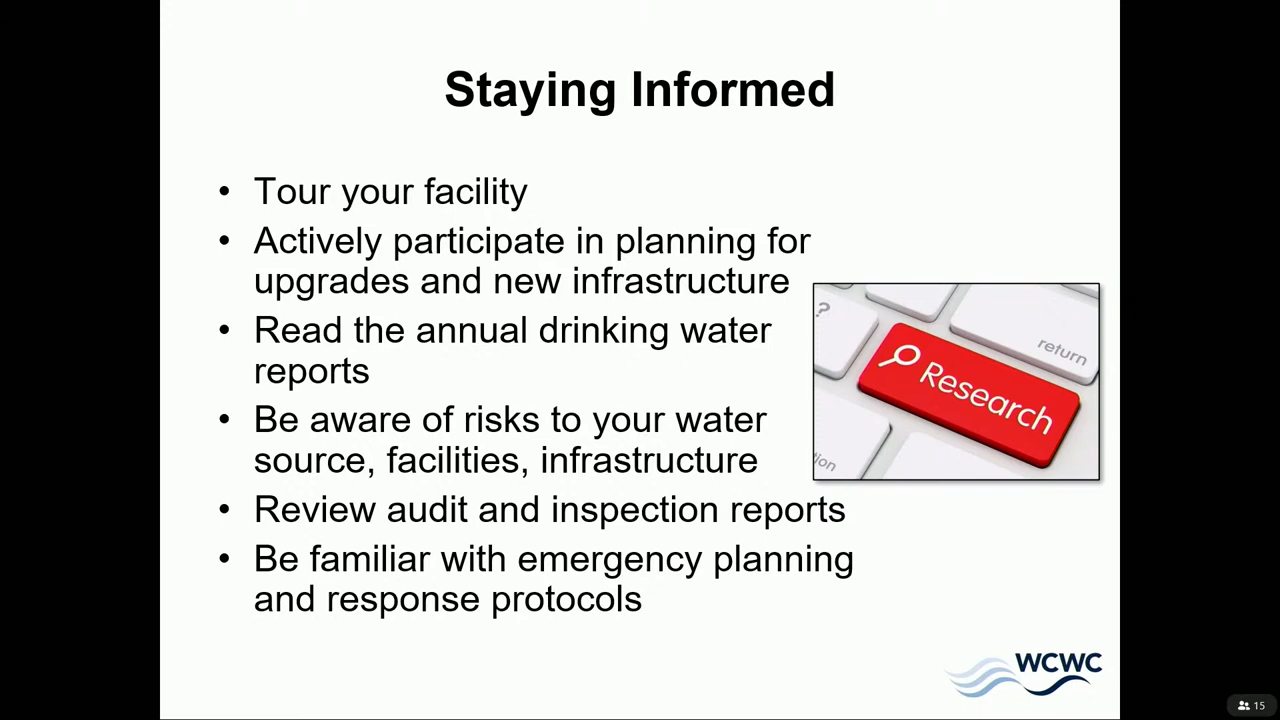 Staying Informed
• Tour your facility
• Actively participate in planning for
upgrades and new infrastructure
• Read the annual drinking water
reports
• Be aware of risks to your water
source, facilities, infrastructure
• Review audit and inspection reports
• Be familiar with emergency planning
and response protocols
?
return
Research
tion
WCWC
15